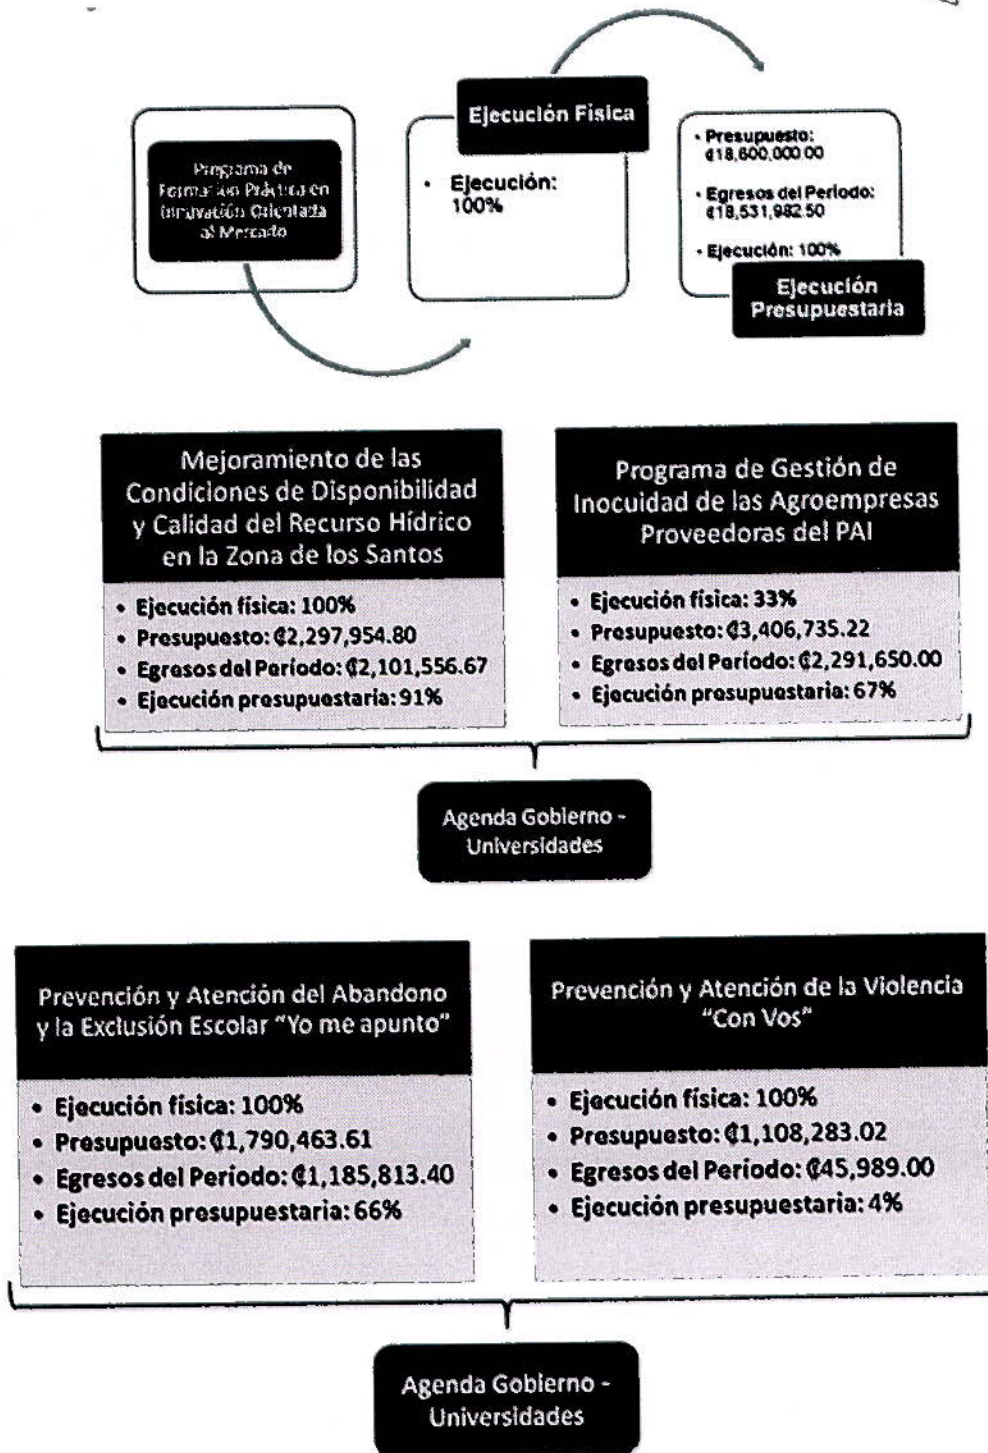 Programa de
Formación Práctica en
Innovación Orientada
al Mercado
Ejecución Física
• Ejecución:
100%
• Presupuesto:
₡18,600,000.00
• Egresos del Período:
₡18,531,982.50
• Ejecución: 100%
Ejecución
Presupuestaria
Mejoramiento de las
Condiciones de Disponibilidad
y Calidad del Recurso Hídrico
en la Zona de los Santos
• Ejecución física: 100%
• Presupuesto: ₡2,297,954.80
• Egresos del Período: ₡2,101,556.67
• Ejecución presupuestaria: 91%
Programa de Gestión de
Inocuidad de las Agroempresas
Proveedoras del PAI
• Ejecución física: 33%
• Presupuesto: ₡3,406,735.22
• Egresos del Período: ₡2,291,650.00
• Ejecución presupuestaria: 67%
Agenda Gobierno -
Universidades
Prevención y Atención del Abandono
y la Exclusión Escolar "Yo me apunto"
• Ejecución física: 100%
• Presupuesto: ₡1,790,463.61
• Egresos del Período: ₡1,185,813.40
• Ejecución presupuestaria: 66%
Prevención y Atención de la Violencia
"Con Vos"
• Ejecución física: 100%
• Presupuesto: ₡1,108,283.02
• Egresos del Período: ₡45,989.00
• Ejecución presupuestaria: 4%
Agenda Gobierno -
Universidades